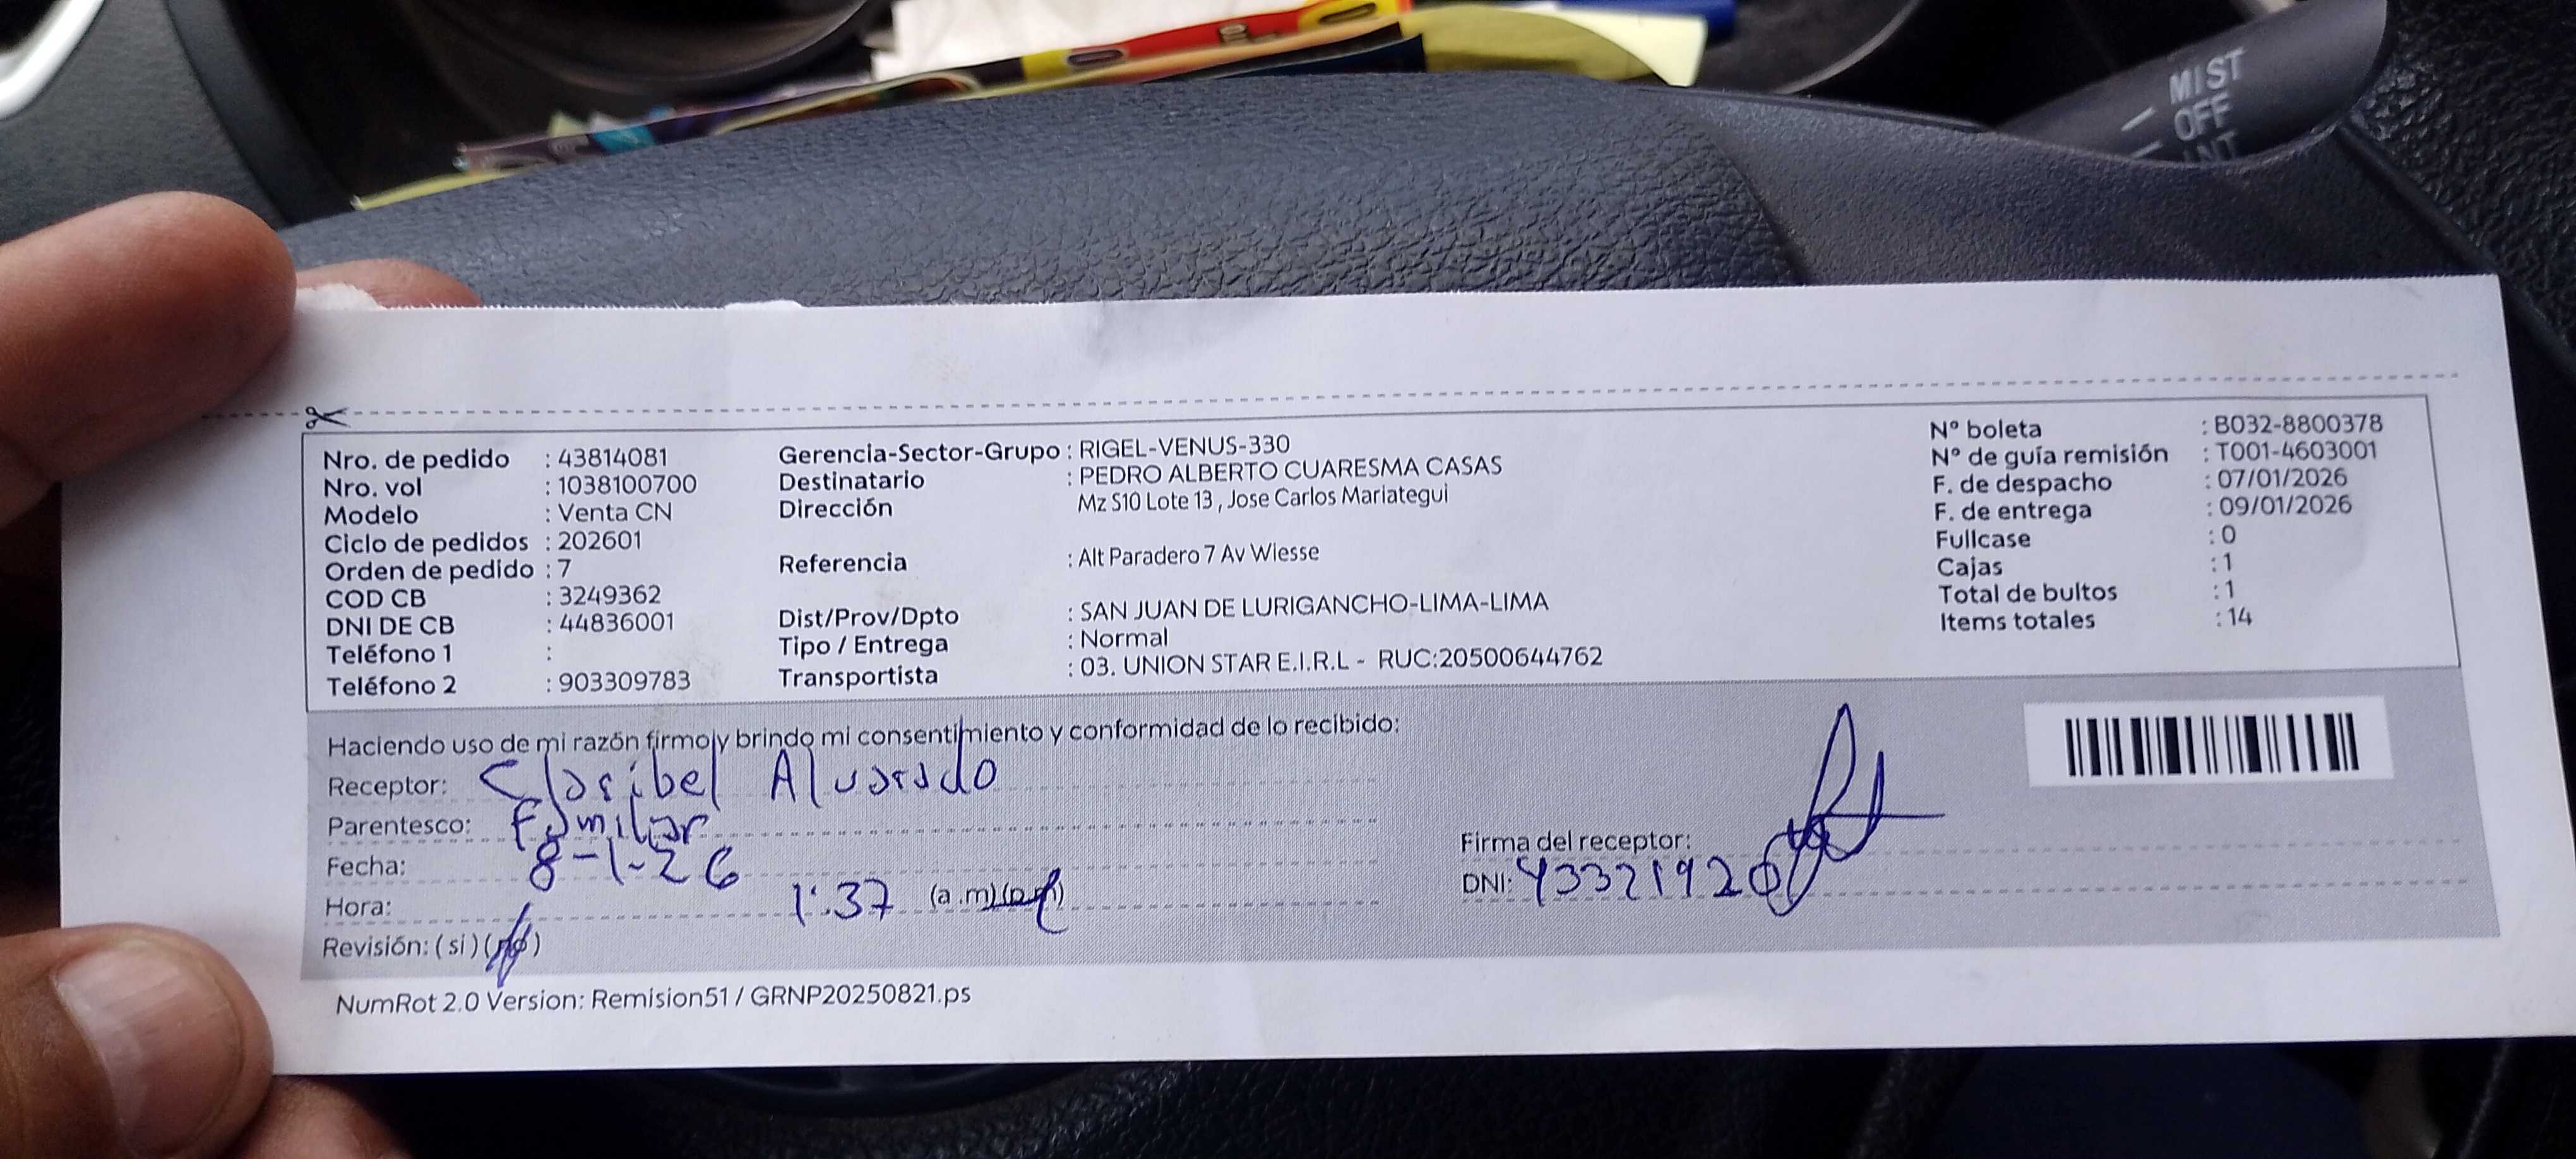 MIST
OFF
INT
Nro. de pedido : 43814081
Nro. vol : 1038100700
Modelo : Venta CN
Ciclo de pedidos : 202601
Orden de pedido : 7
COD CB : 3249362
DNI DE CB : 44836001
Teléfono 1 :
Teléfono 2 : 903309783
Gerencia-Sector-Grupo : RIGEL-VENUS-330
Destinatario : PEDRO ALBERTO CUARESMA CASAS
Dirección Mz S10 Lote 13 , Jose Carlos Mariategui
Referencia : Alt Paradero 7 Av Wiesse
Dist/Prov/Dpto : SAN JUAN DE LURIGANCHO-LIMA-LIMA
Tipo / Entrega : Normal
Transportista : 03. UNION STAR E.I.R.L - RUC:20500644762
N° boleta : B032-8800378
N° de guía remisión : T001-4603001
F. de despacho : 07/01/2026
F. de entrega : 09/01/2026
Fullcase : 0
Cajas : 1
Total de bultos : 1
Items totales : 14
Haciendo uso de mi razón firmo y brindo mi consentimiento y conformidad de lo recibido:
Receptor: Claribel Alvarado
Parentesco: Familiar
Fecha: 8-1-26
Hora: 1:37 (a.m)(p.m)
Revisión: (si)(no)
Firma del receptor:
DNI: 43321920
NumRot 2.0 Version: Remision51 / GRNP20250821.ps